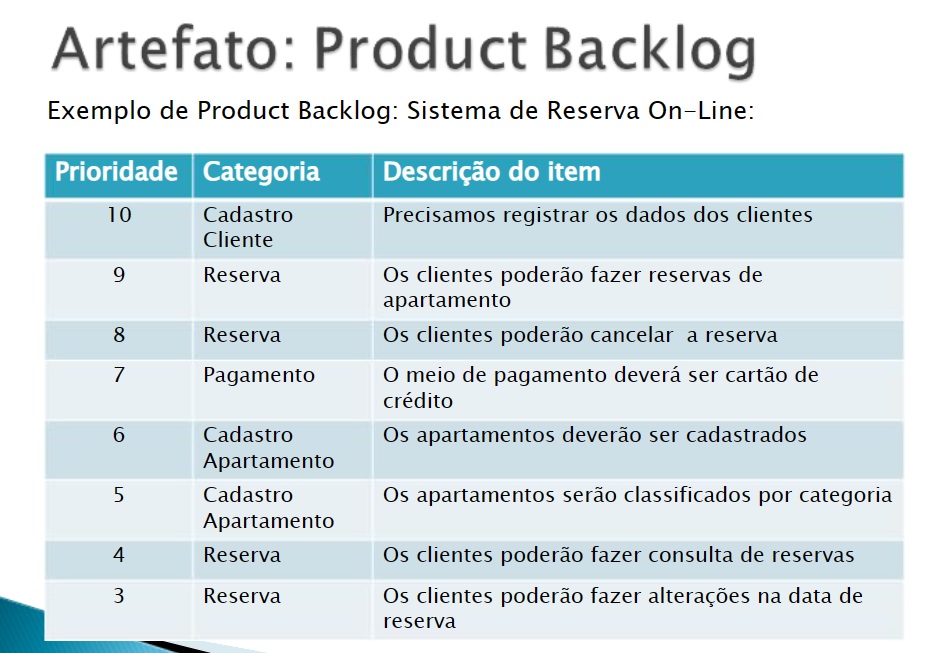 Artefato: Product Backlog
Exemplo de Product Backlog: Sistema de Reserva On-Line:
Prioridade Categoria Descrição do item
10 Cadastro Cliente Precisamos registrar os dados dos clientes
9 Reserva Os clientes poderão fazer reservas de apartamento
8 Reserva Os clientes poderão cancelar a reserva
7 Pagamento O meio de pagamento deverá ser cartão de crédito
6 Cadastro Apartamento Os apartamentos deverão ser cadastrados
5 Cadastro Apartamento Os apartamentos serão classificados por categoria
4 Reserva Os clientes poderão fazer consulta de reservas
3 Reserva Os clientes poderão fazer alterações na data de reserva